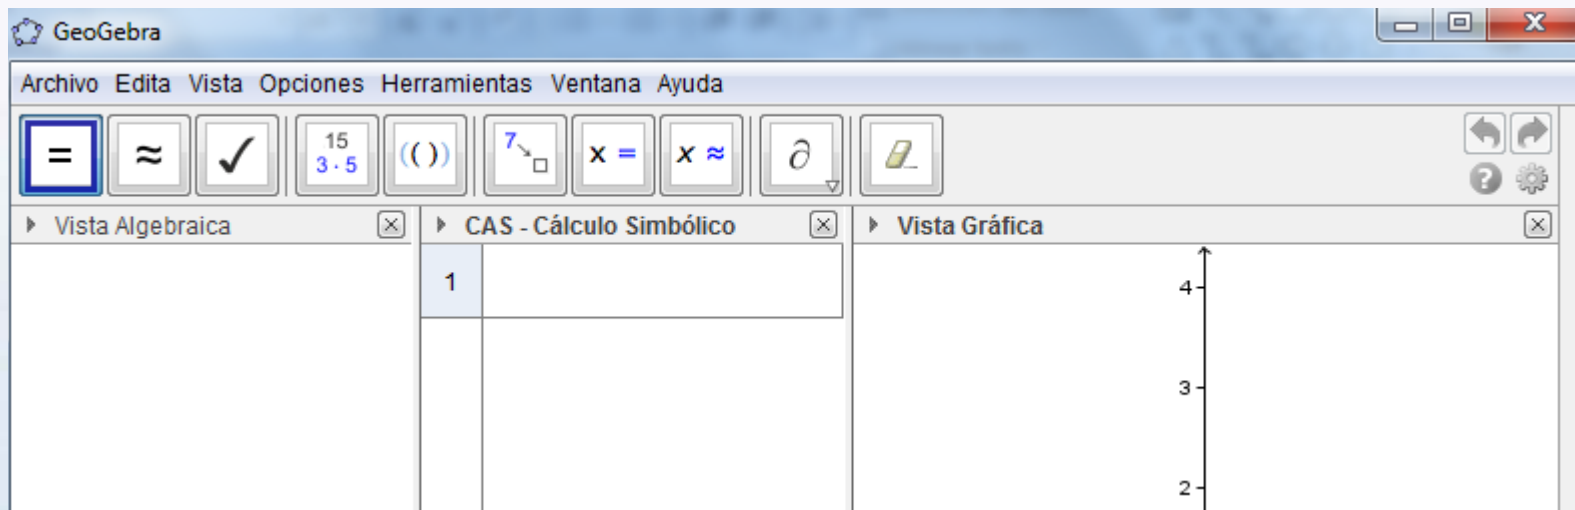 GeoGebra
Archivo Edita Vista Opciones Herramientas Ventana Ayuda
= ≈ ✓ 15 3 · 5 (( )) 7 x = x ≈ ∂
Vista Algebraica
CAS - Cálculo Simbólico
Vista Gráfica
1
4
3
2